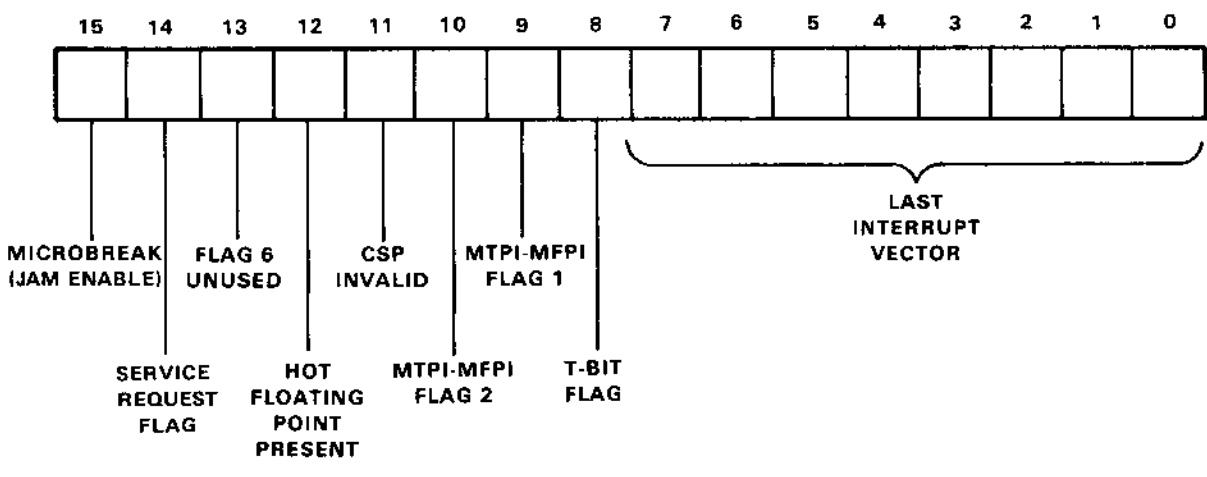 15 14 13 12 11 10 9 8 7 6 5 4 3 2 1 0
LAST
INTERRUPT
VECTOR
MICROBREAK
(JAM ENABLE)
FLAG 6
UNUSED
CSP
INVALID
MTPI-MFPI
FLAG 1
SERVICE
REQUEST
FLAG
HOT
FLOATING
POINT
PRESENT
MTPI-MFPI
FLAG 2
T-BIT
FLAG